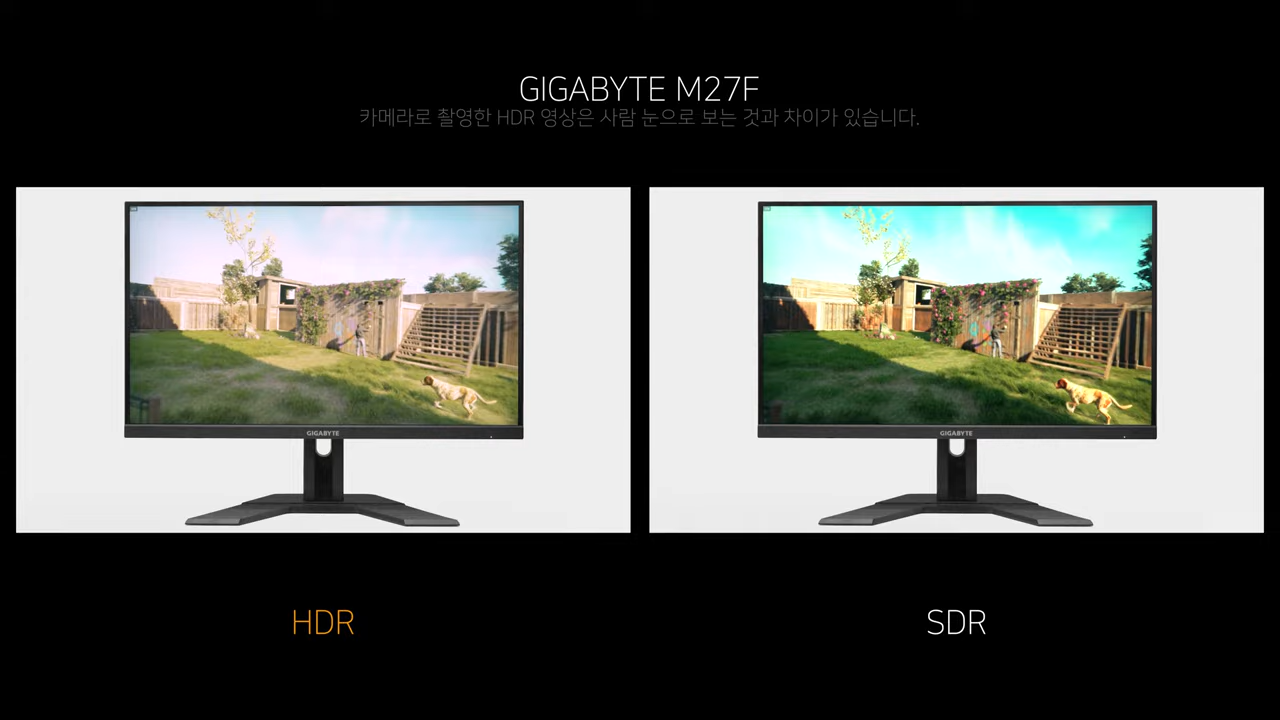 GIGABYTE M27F
카메라로 촬영한 HDR 영상은 사람 눈으로 보는 것과 차이가 있습니다.
GIGABYTE
GIGABYTE
HDR
SDR